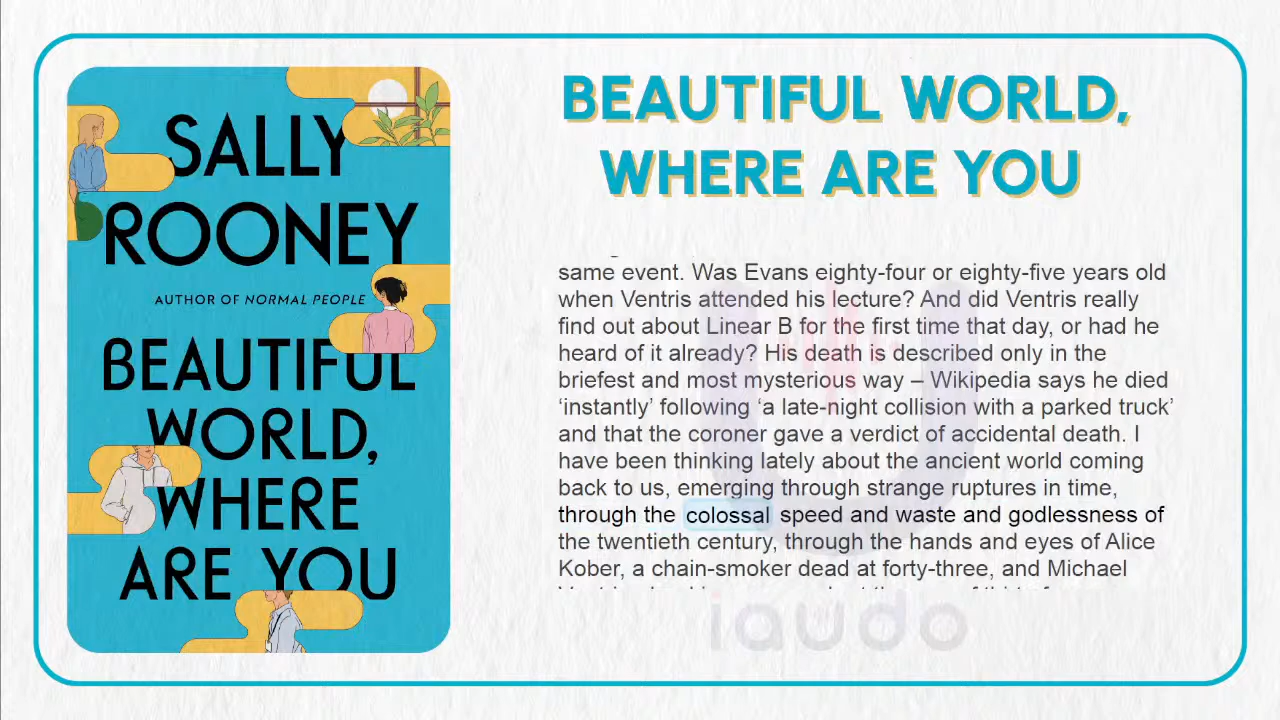 SALLY
ROONEY
AUTHOR OF NORMAL PEOPLE
BEAUTIFUL
WORLD,
WHERE
ARE YOU
BEAUTIFUL WORLD,
WHERE ARE YOU
same event. Was Evans eighty-four or eighty-five years old
when Ventris attended his lecture? And did Ventris really
find out about Linear B for the first time that day, or had he
heard of it already? His death is described only in the
briefest and most mysterious way – Wikipedia says he died
‘instantly’ following ‘a late-night collision with a parked truck’
and that the coroner gave a verdict of accidental death. I
have been thinking lately about the ancient world coming
back to us, emerging through strange ruptures in time,
through the colossal speed and waste and godlessness of
the twentieth century, through the hands and eyes of Alice
Kober, a chain-smoker dead at forty-three, and Michael
iaudo